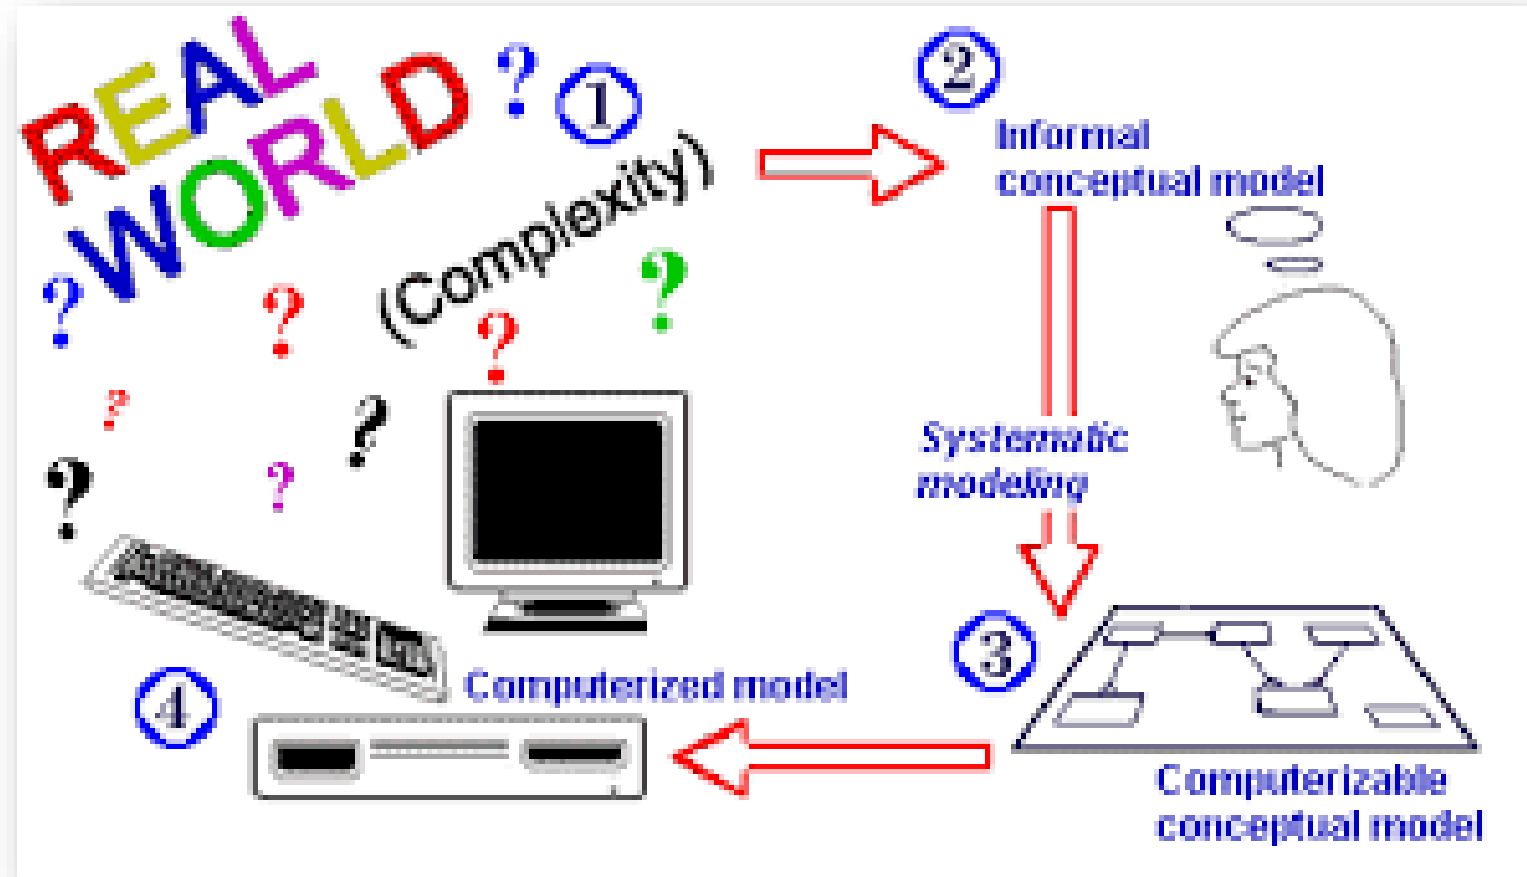 REAL
WORLD
? 1
(Complexity)
? ? ? ?
? ?
? ?
2
Informal
conceptual model
Systematic
modeling
3
Computerizable
conceptual model
4
Computerized model